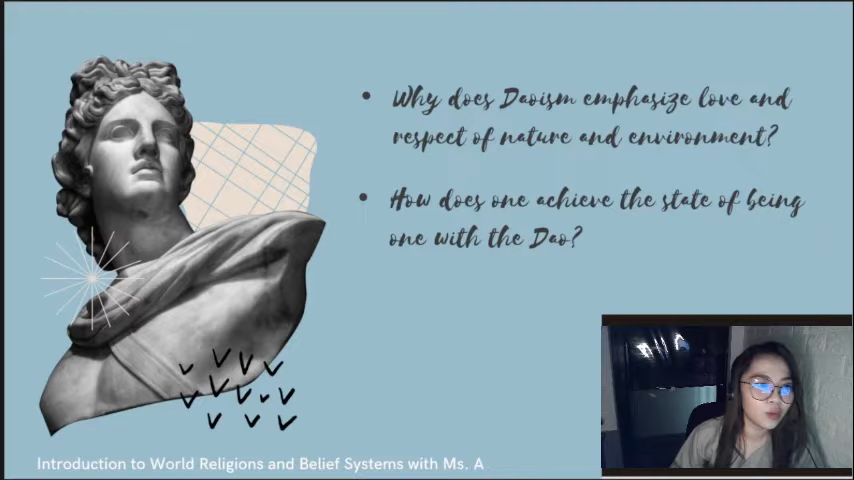 • Why does Daoism emphasize love and
respect of nature and environment?
• How does one achieve the state of being
one with the Dao?
Introduction to World Religions and Belief Systems with Ms. A